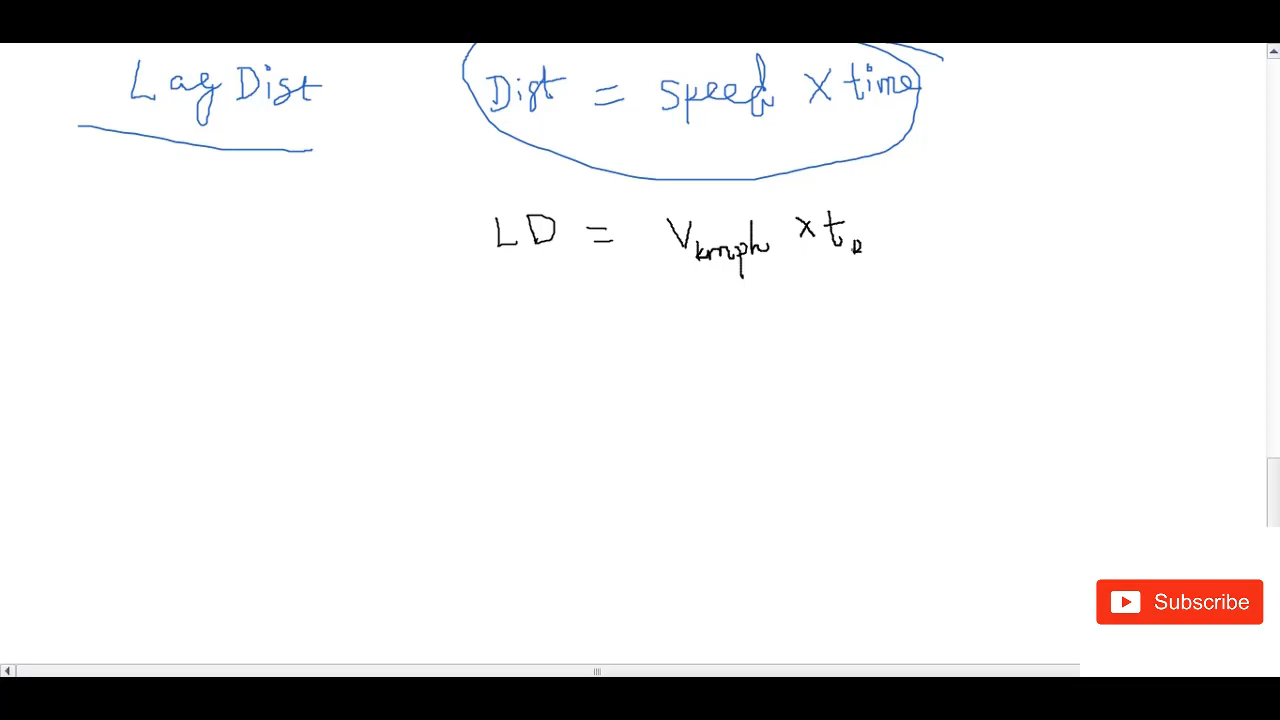 Lag Dist Dist = Speed X time
LD = Vkmph x tR
Subscribe